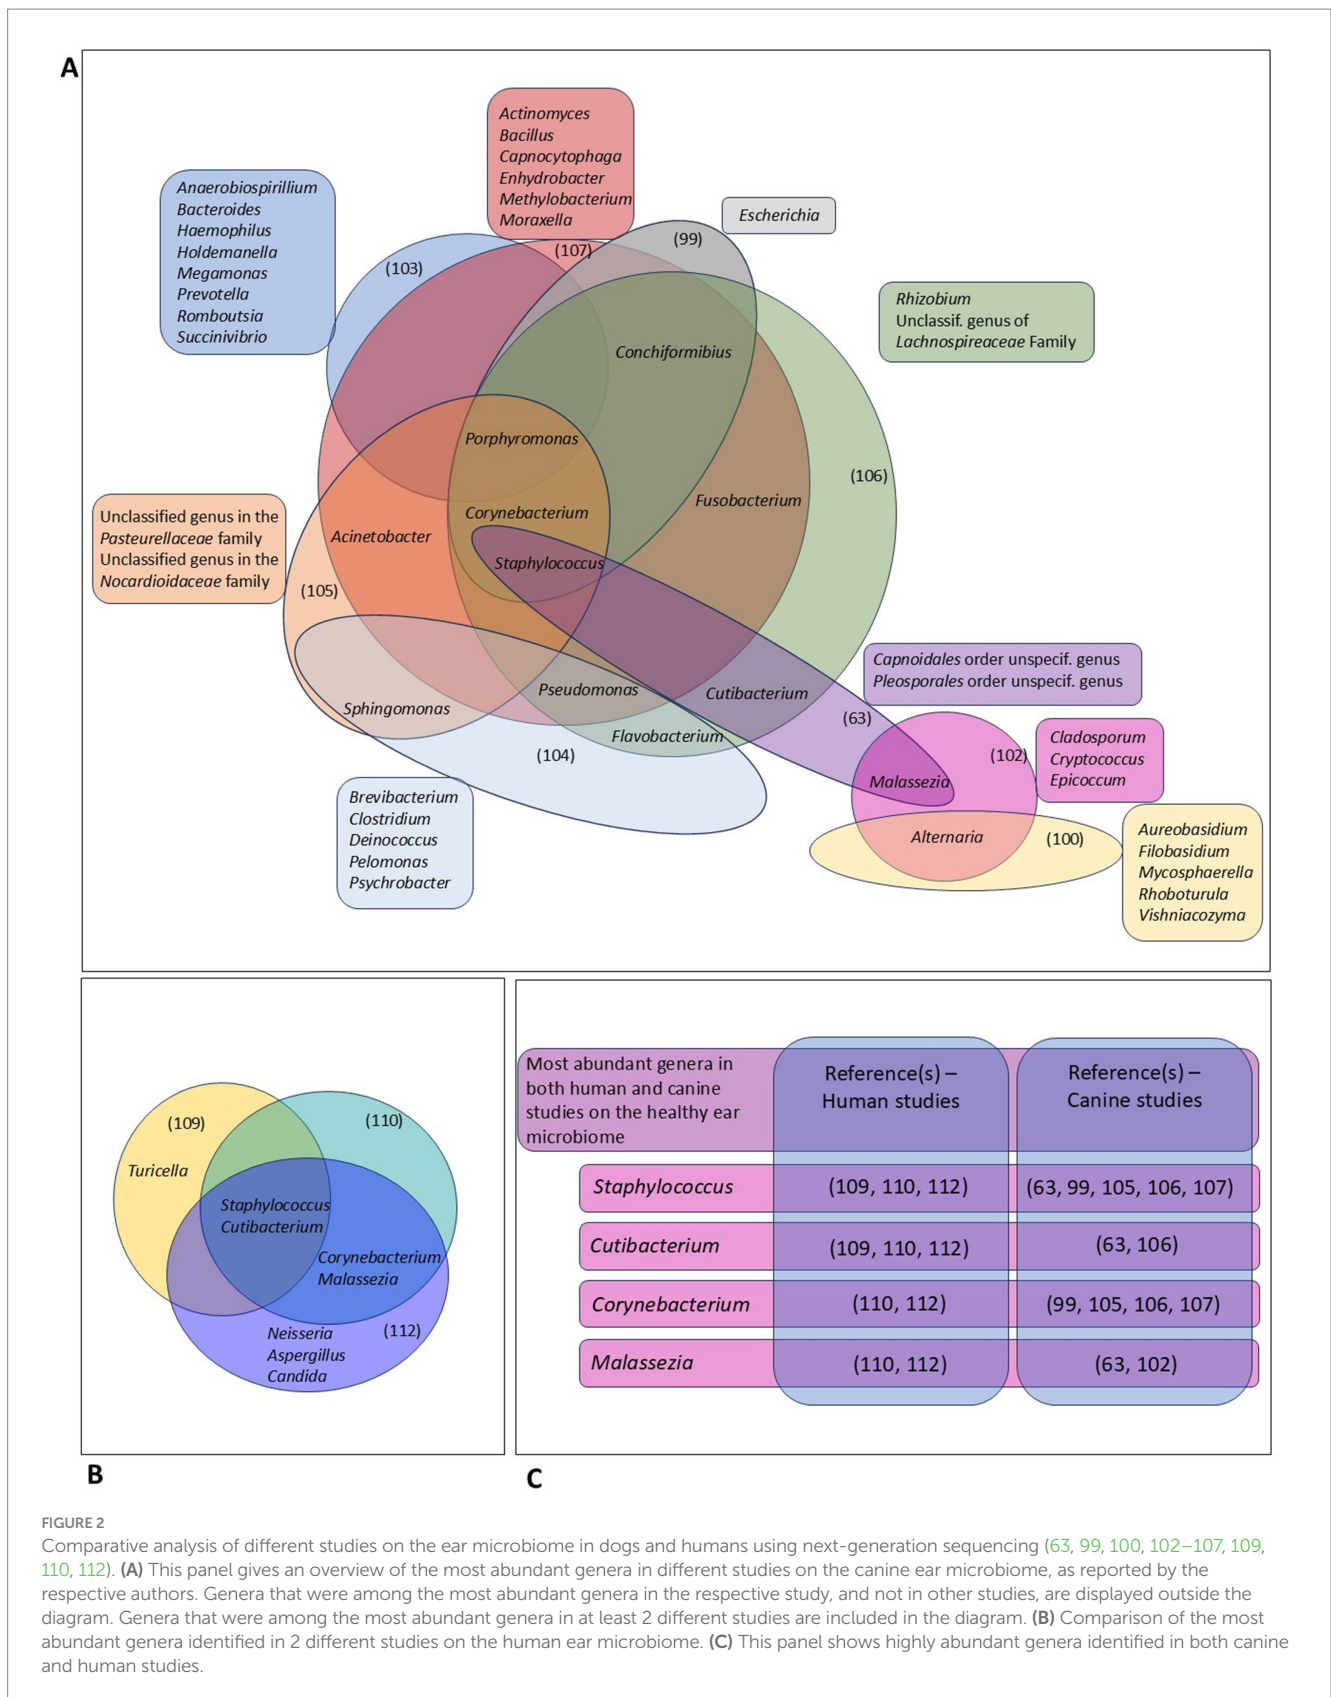 A
Actinomyces
Bacillus
Capnocytophaga
Enhydrobacter
Methylobacterium
Moraxella
Anaerobiospirillium
Bacteroides
Haemophilus
Holdemanella
Megamonas
Prevotella
Romboutsia
Succinivibrio
Escherichia
(99)
(107)
(103)
Rhizobium
Unclassif. genus of
Lachnospireaceae Family
Conchiformibius
Porphyromonas
(106)
Fusobacterium
Corynebacterium
Acinetobacter
Staphylococcus
Unclassified genus in the
Pasteurellaceae family
Unclassified genus in the
Nocardioidaceae family
(105)
Capnoidales order unspecif. genus
Pleosporales order unspecif. genus
Pseudomonas
Cutibacterium
Sphingomonas
(63)
Flavobacterium
(104)
(102)
Cladosporum
Cryptococcus
Epicoccum
Malassezia
Brevibacterium
Clostridium
Deinococcus
Pelomonas
Psychrobacter
Alternaria
(100)
Aureobasidium
Filobasidium
Mycosphaerella
Rhoboturula
Vishniacozyma
(109)
(110)
Turicella
Staphylococcus
Cutibacterium
Corynebacterium
Malassezia
Neisseria
Aspergillus
Candida
(112)
B
Most abundant genera in
both human and canine
studies on the healthy ear
microbiome
Reference(s) –
Human studies
Reference(s) –
Canine studies
Staphylococcus (109, 110, 112) (63, 99, 105, 106, 107)
Cutibacterium (109, 110, 112) (63, 106)
Corynebacterium (110, 112) (99, 105, 106, 107)
Malassezia (110, 112) (63, 102)
C
FIGURE 2
Comparative analysis of different studies on the ear microbiome in dogs and humans using next-generation sequencing (63, 99, 100, 102–107, 109,
110, 112). (A) This panel gives an overview of the most abundant genera in different studies on the canine ear microbiome, as reported by the
respective authors. Genera that were among the most abundant genera in the respective study, and not in other studies, are displayed outside the
diagram. Genera that were among the most abundant genera in at least 2 different studies are included in the diagram. (B) Comparison of the most
abundant genera identified in 2 different studies on the human ear microbiome. (C) This panel shows highly abundant genera identified in both canine
and human studies.